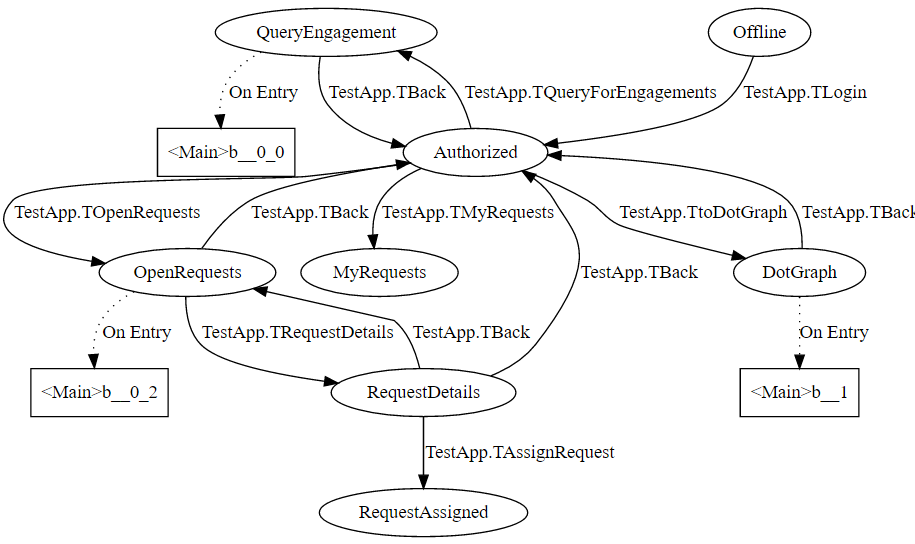 QueryEngagement
Offline
On Entry
TestApp.TBack
TestApp.TQueryForEngagements
TestApp.TLogin
<Main>b__0_0
Authorized
TestApp.TOpenRequests
TestApp.TBack
TestApp.TMyRequests
TestApp.TtoDotGraph
TestApp.TBack
OpenRequests
MyRequests
TestApp.TBack
DotGraph
On Entry
TestApp.TRequestDetails
TestApp.TBack
On Entry
<Main>b__0_2
RequestDetails
<Main>b__1
TestApp.TAssignRequest
RequestAssigned